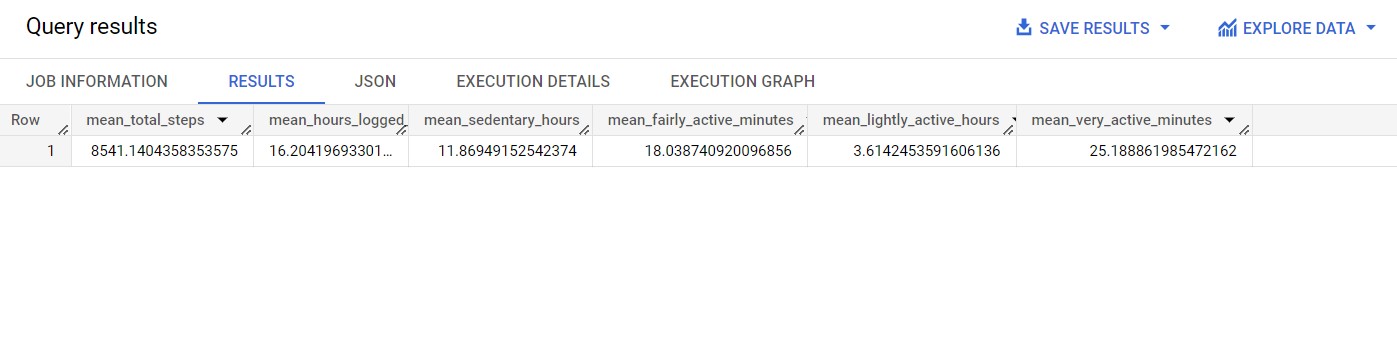 Query results
SAVE RESULTS EXPLORE DATA
JOB INFORMATION RESULTS JSON EXECUTION DETAILS EXECUTION GRAPH
Row mean_total_steps mean_hours_logged_ mean_sedentary_hours mean_fairly_active_minutes mean_lightly_active_hours mean_very_active_minutes
1 8541.1404358353575 16.20419693301... 11.86949152542374 18.038740920096856 3.6142453591606136 25.188861985472162